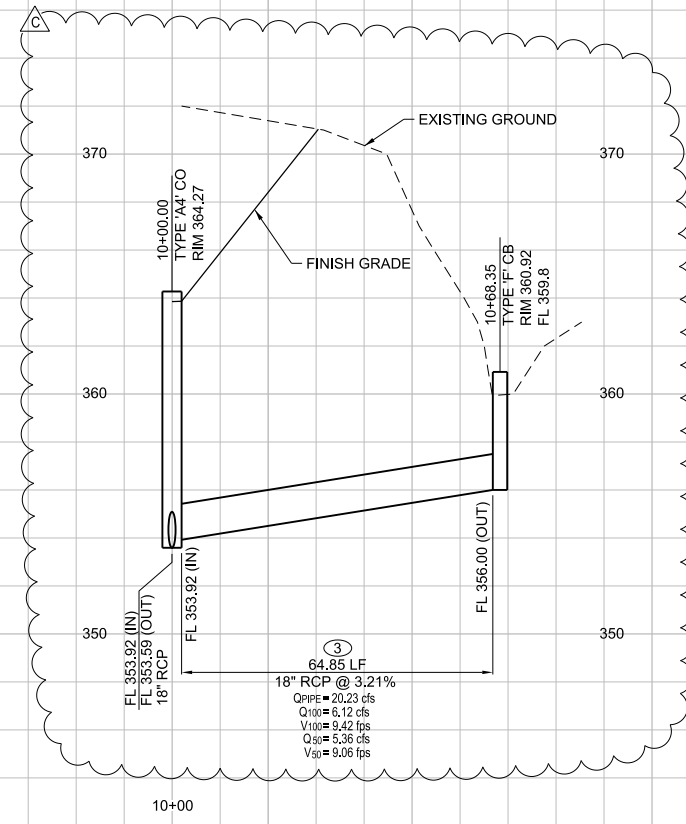 C
EXISTING GROUND
370
370
10+00.00
TYPE 'A4' CO
RIM 364.27
FINISH GRADE
10+68.35
TYPE 'F' CB
RIM 360.92
FL 359.8
360
360
FL 353.92 (IN)
FL 356.00 (OUT)
FL 353.92 (IN)
FL 353.59 (OUT)
18" RCP
350
350
3
64.85 LF
18" RCP @ 3.21%
QPIPE = 20.23 cfs
Q100 = 6.12 cfs
V100 = 9.42 fps
Q50 = 5.36 cfs
V50 = 9.06 fps
10+00